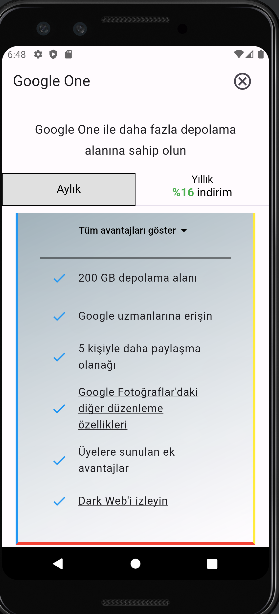 6:48
Google One
Google One ile daha fazla depolama
alanına sahip olun
Aylık
Yıllık
%16 indirim
Tüm avantajları göster
200 GB depolama alanı
Google uzmanlarına erişin
5 kişiyle daha paylaşma
olanağı
Google Fotoğraflar'daki
diğer düzenleme
özellikleri
Üyelere sunulan ek
avantajlar
Dark Web'i izleyin